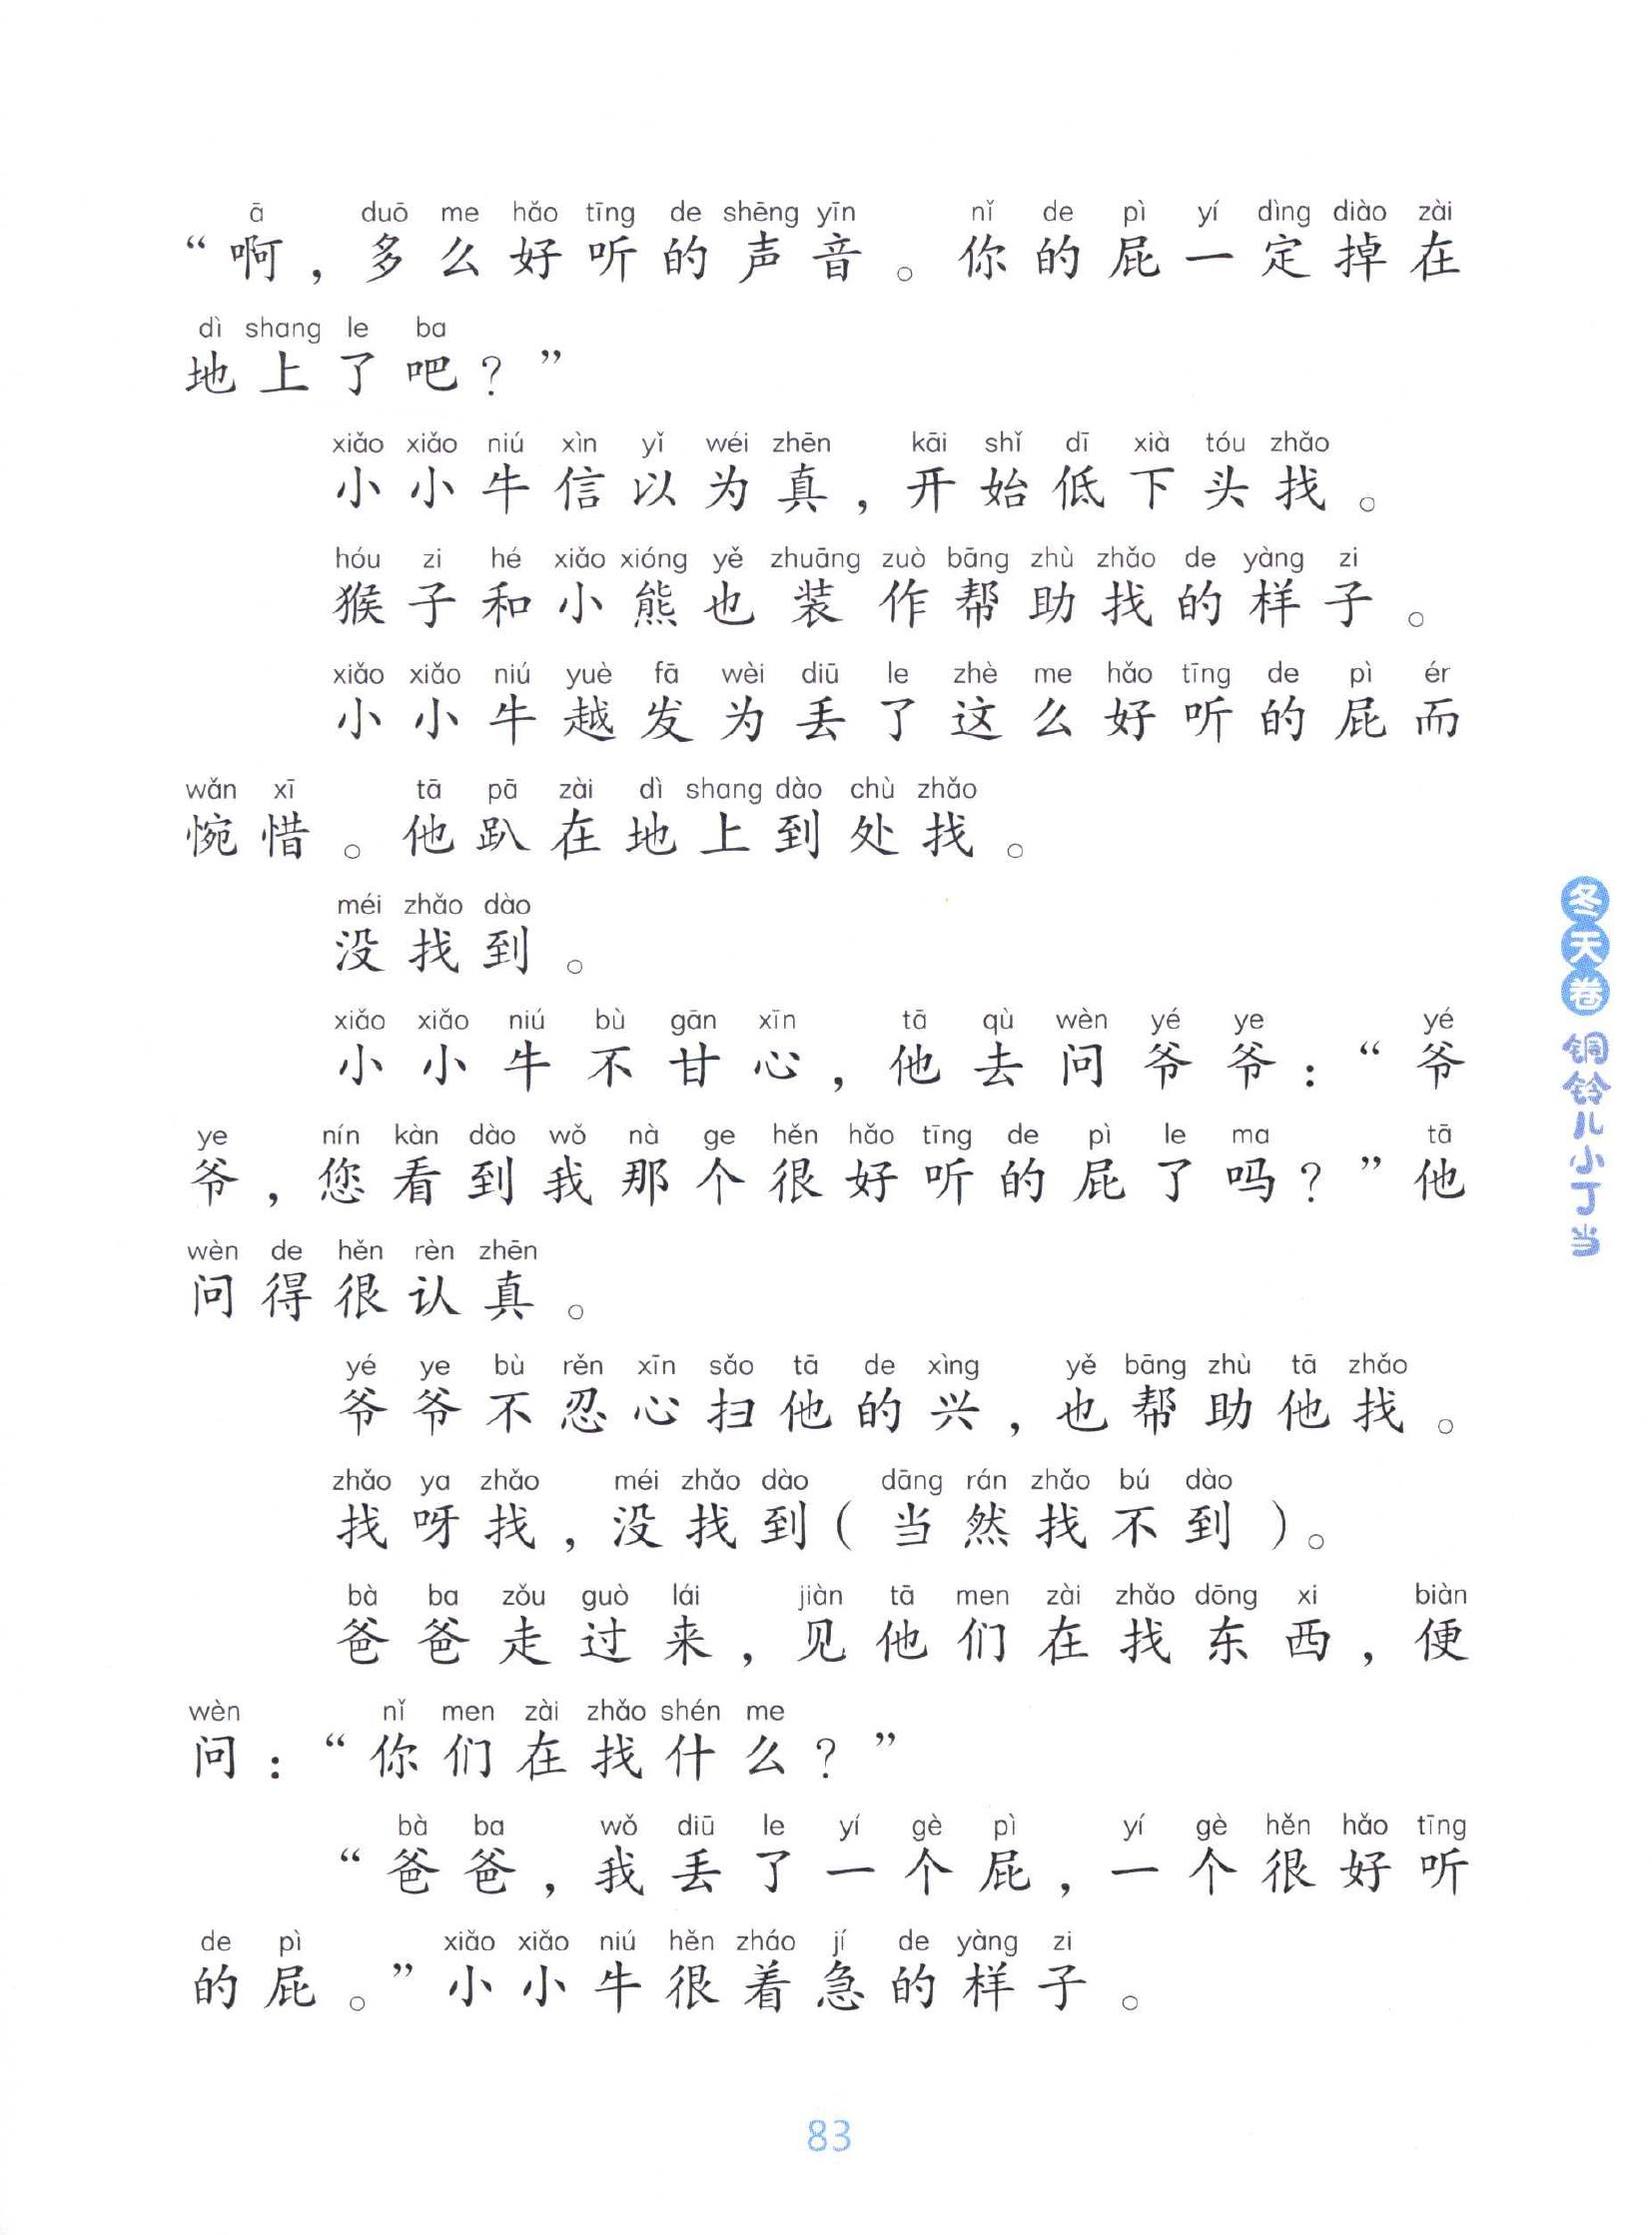 ā duō me hǎo tīng de shēng yīn nǐ de pì yí dìng diào zài
“啊，多么好听的声音。你的屁一定掉在
dì shang le ba
地上了吧？”
xiǎo xiǎo niú xìn yǐ wéi zhēn kāi shǐ dī xià tóu zhǎo
小小牛信以为真，开始低下头找。
hóu zi hé xiǎo xióng yě zhuāng zuò bāng zhù zhǎo de yàng zi
猴子和小熊也装作帮助找的样子。
xiǎo xiǎo niú yuè fā wèi diū le zhè me hǎo tīng de pì ér
小小牛越发为丢了这么好听的屁而
wǎn xī tā pā zài dì shang dào chù zhǎo
惋惜。他趴在地上到处找。
méi zhǎo dào
没找到。
xiǎo xiǎo niú bù gān xīn tā qù wèn yé ye yé
小小牛不甘心，他去问爷爷：“爷
ye nín kàn dào wǒ nà ge hěn hǎo tīng de pì le ma tā
爷，您看到我那个很好听的屁了吗？”他
wèn de hěn rèn zhēn
问得很认真。
yé ye bù rěn xīn sǎo tā de xìng yě bāng zhù tā zhǎo
爷爷不忍心扫他的兴，也帮助他找。
zhǎo ya zhǎo méi zhǎo dào dāng rán zhǎo bú dào
找呀找，没找到（当然找不到）。
bà ba zǒu guò lái jiàn tā men zài zhǎo dōng xi biàn
爸爸走过来，见他们在找东西，便
wèn nǐ men zài zhǎo shén me
问：“你们在找什么？”
bà ba wǒ diū le yí gè pì yí gè hěn hǎo tīng
“爸爸，我丢了一个屁，一个很好听
de pì xiǎo xiǎo niú hěn zháo jí de yàng zi
的屁。”小小牛很着急的样子。
冬天卷 铜铃儿小丁当
83